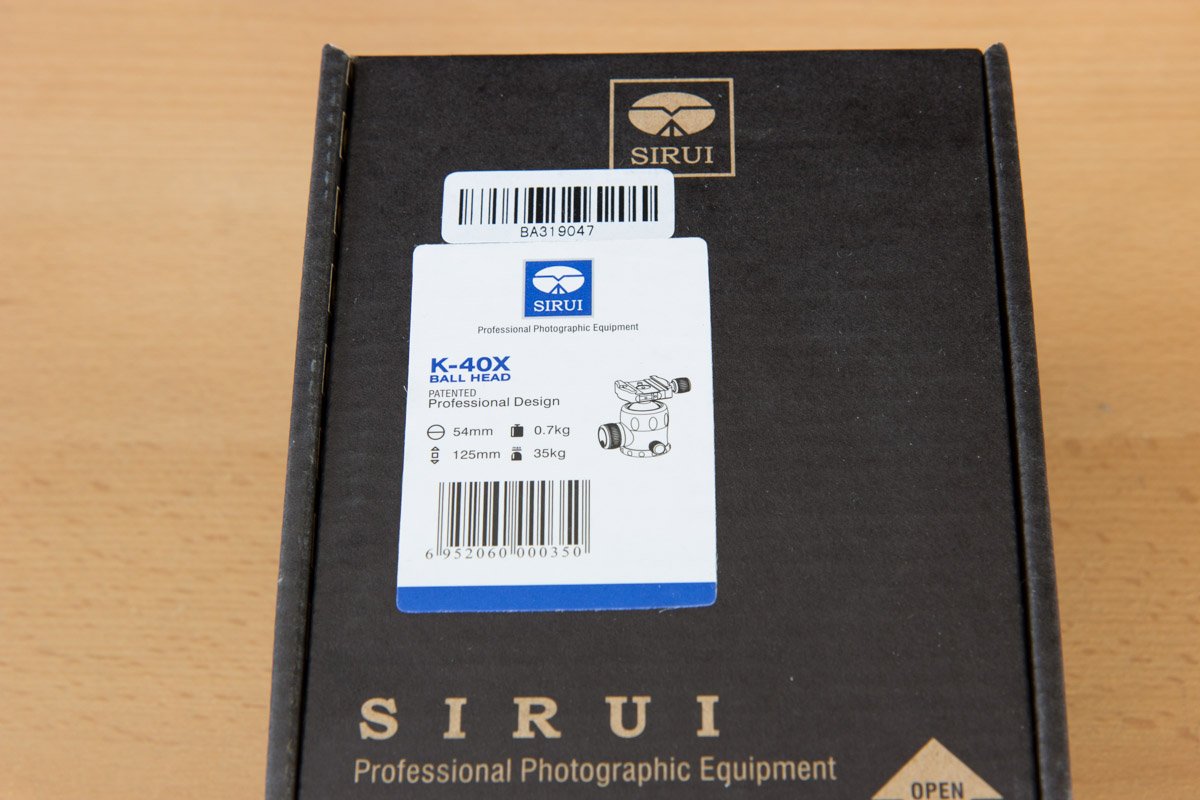 SIRUI
BA319047
SIRUI
Professional Photographic Equipment
K-40X
BALL HEAD
PATENTED
Professional Design
54mm 0.7kg
125mm max 35kg
6 952060 000350
SIRUI
Professional Photographic Equipment
OPEN